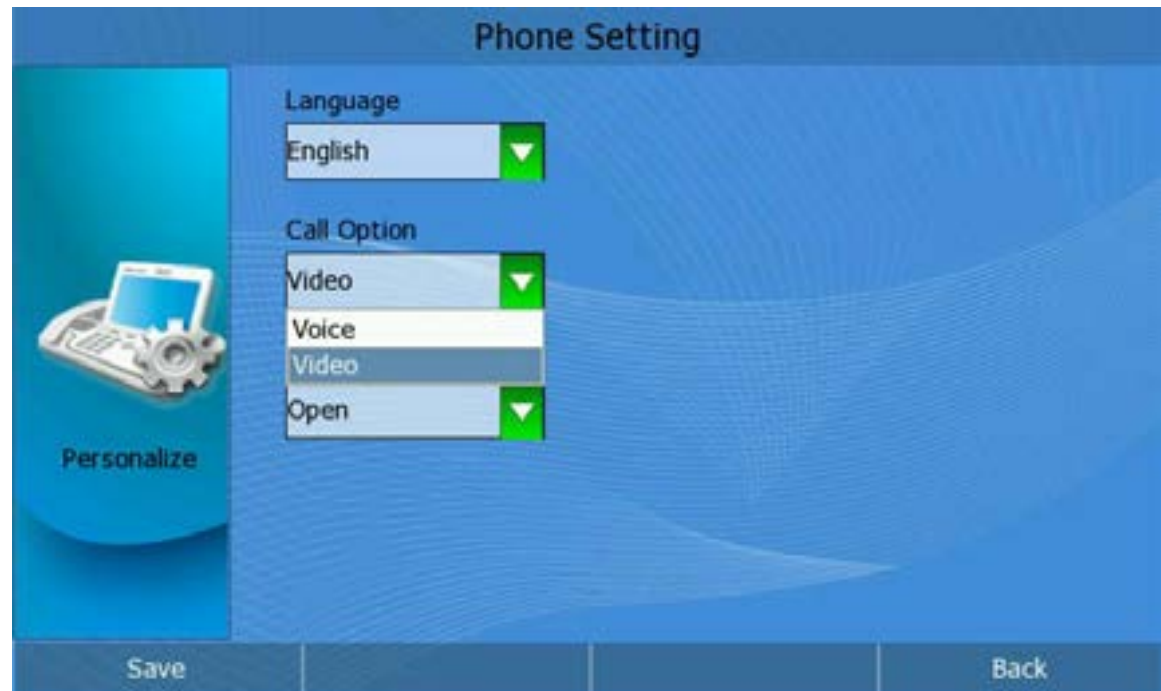 Phone Setting
Language
English
Call Option
Video
Voice
Video
Open
Personalize
Save
Back